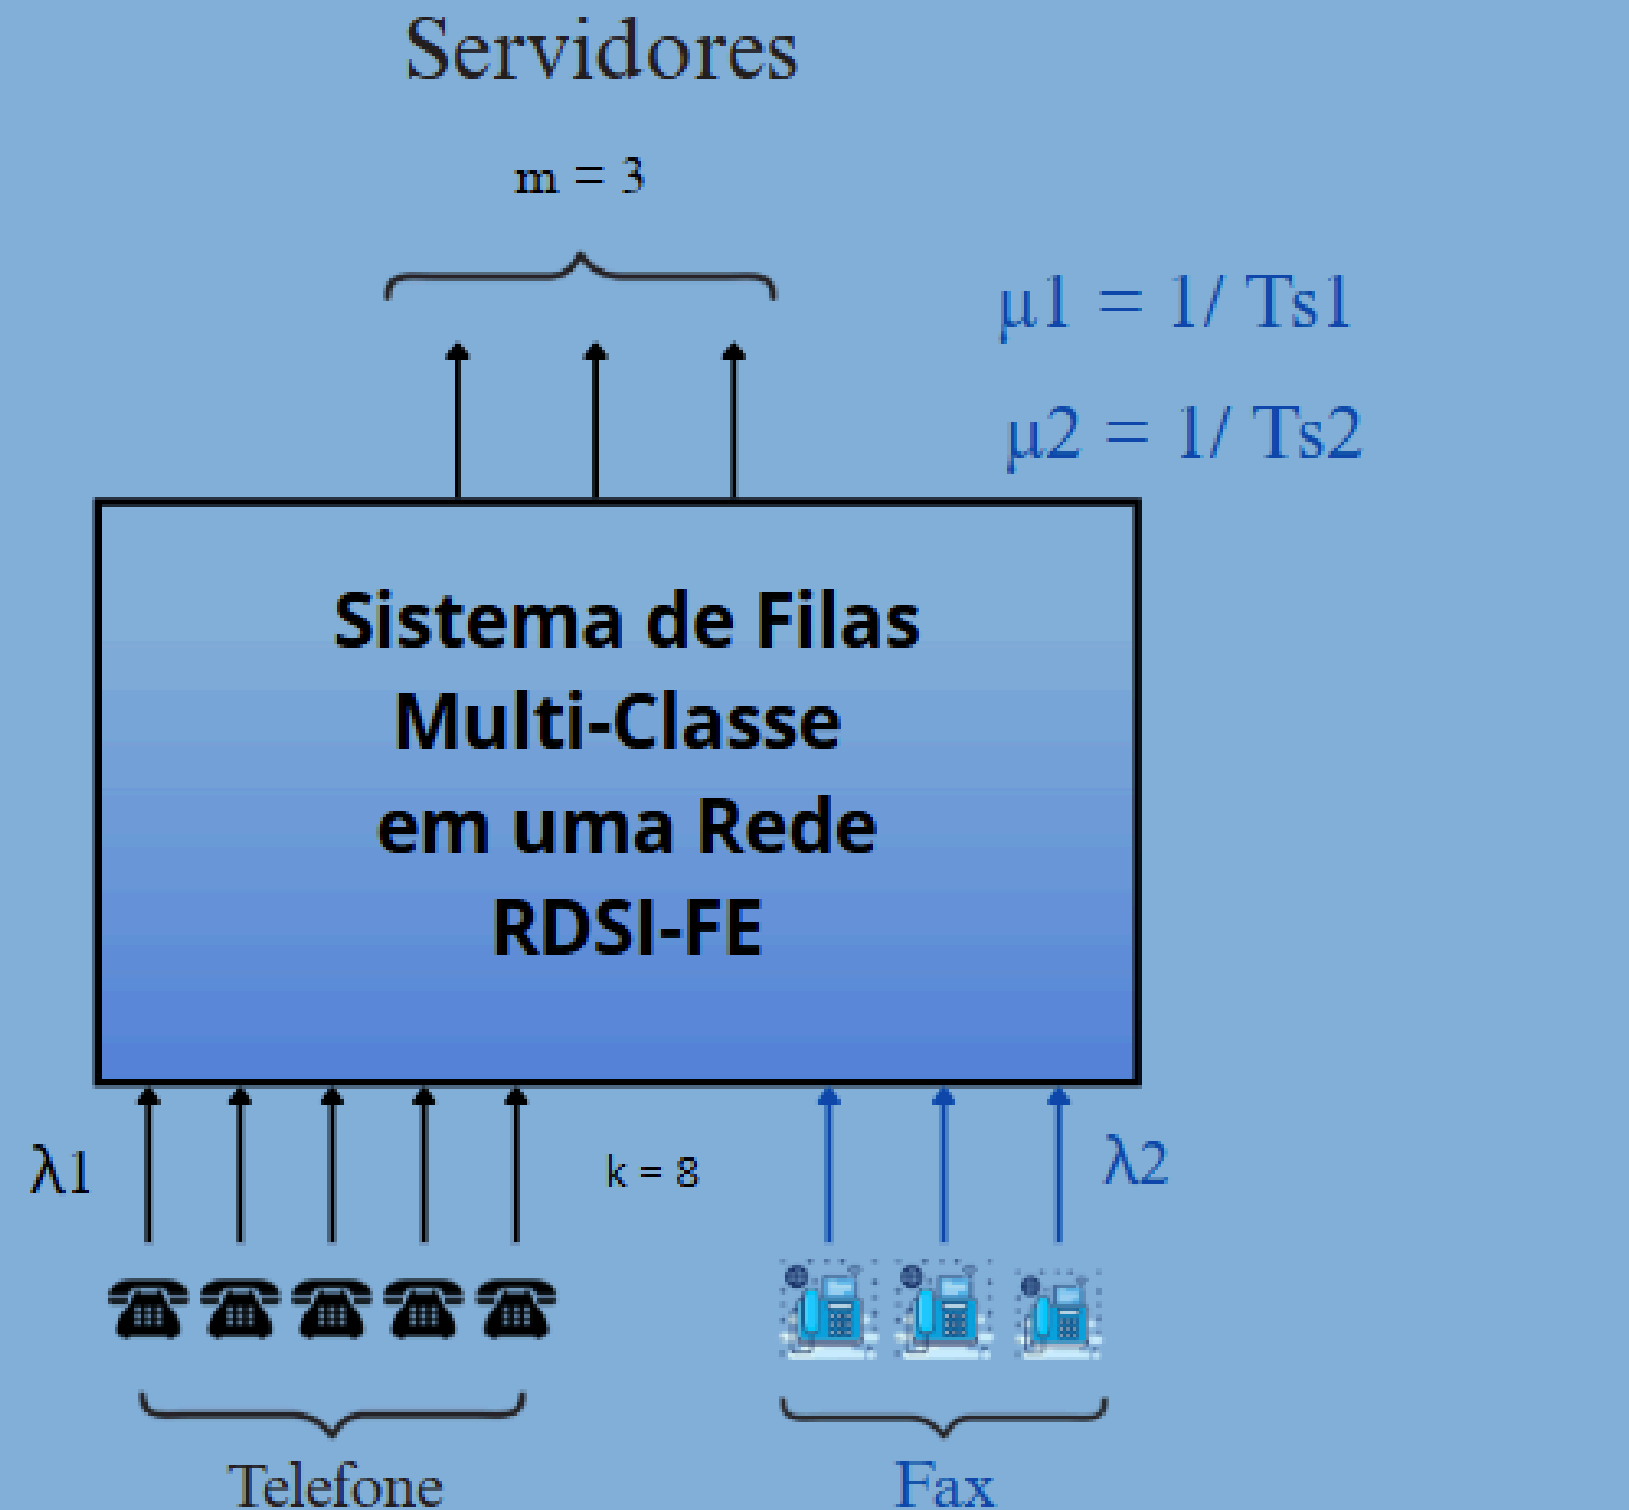 Servidores
m = 3
μ1 = 1/ Ts1
μ2 = 1/ Ts2
Sistema de Filas
Multi-Classe
em uma Rede
RDSI-FE
λ1
k = 8
λ2
Telefone
Fax